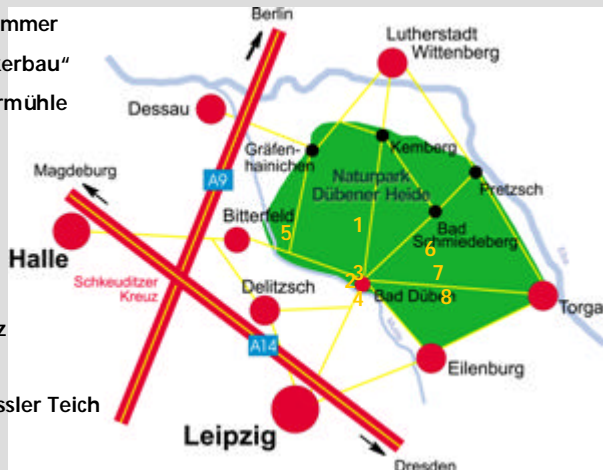 Berlin
mmer
Lutherstadt
Wittenberg
erbau“
rmühle
Dessau
Gräfen-
hainichen
Kemberg
Magdeburg
A9
Naturpark
Dübener Heide
Pretzsch
Bitterfeld
5
1
Bad
Schmiedeberg
6
Halle
Schkeuditzer
Kreuz
Delitzsch
3
7
2
Bad Düben
4
8
Torga
z
A14
Eilenburg
ssler Teich
Leipzig
Dresden